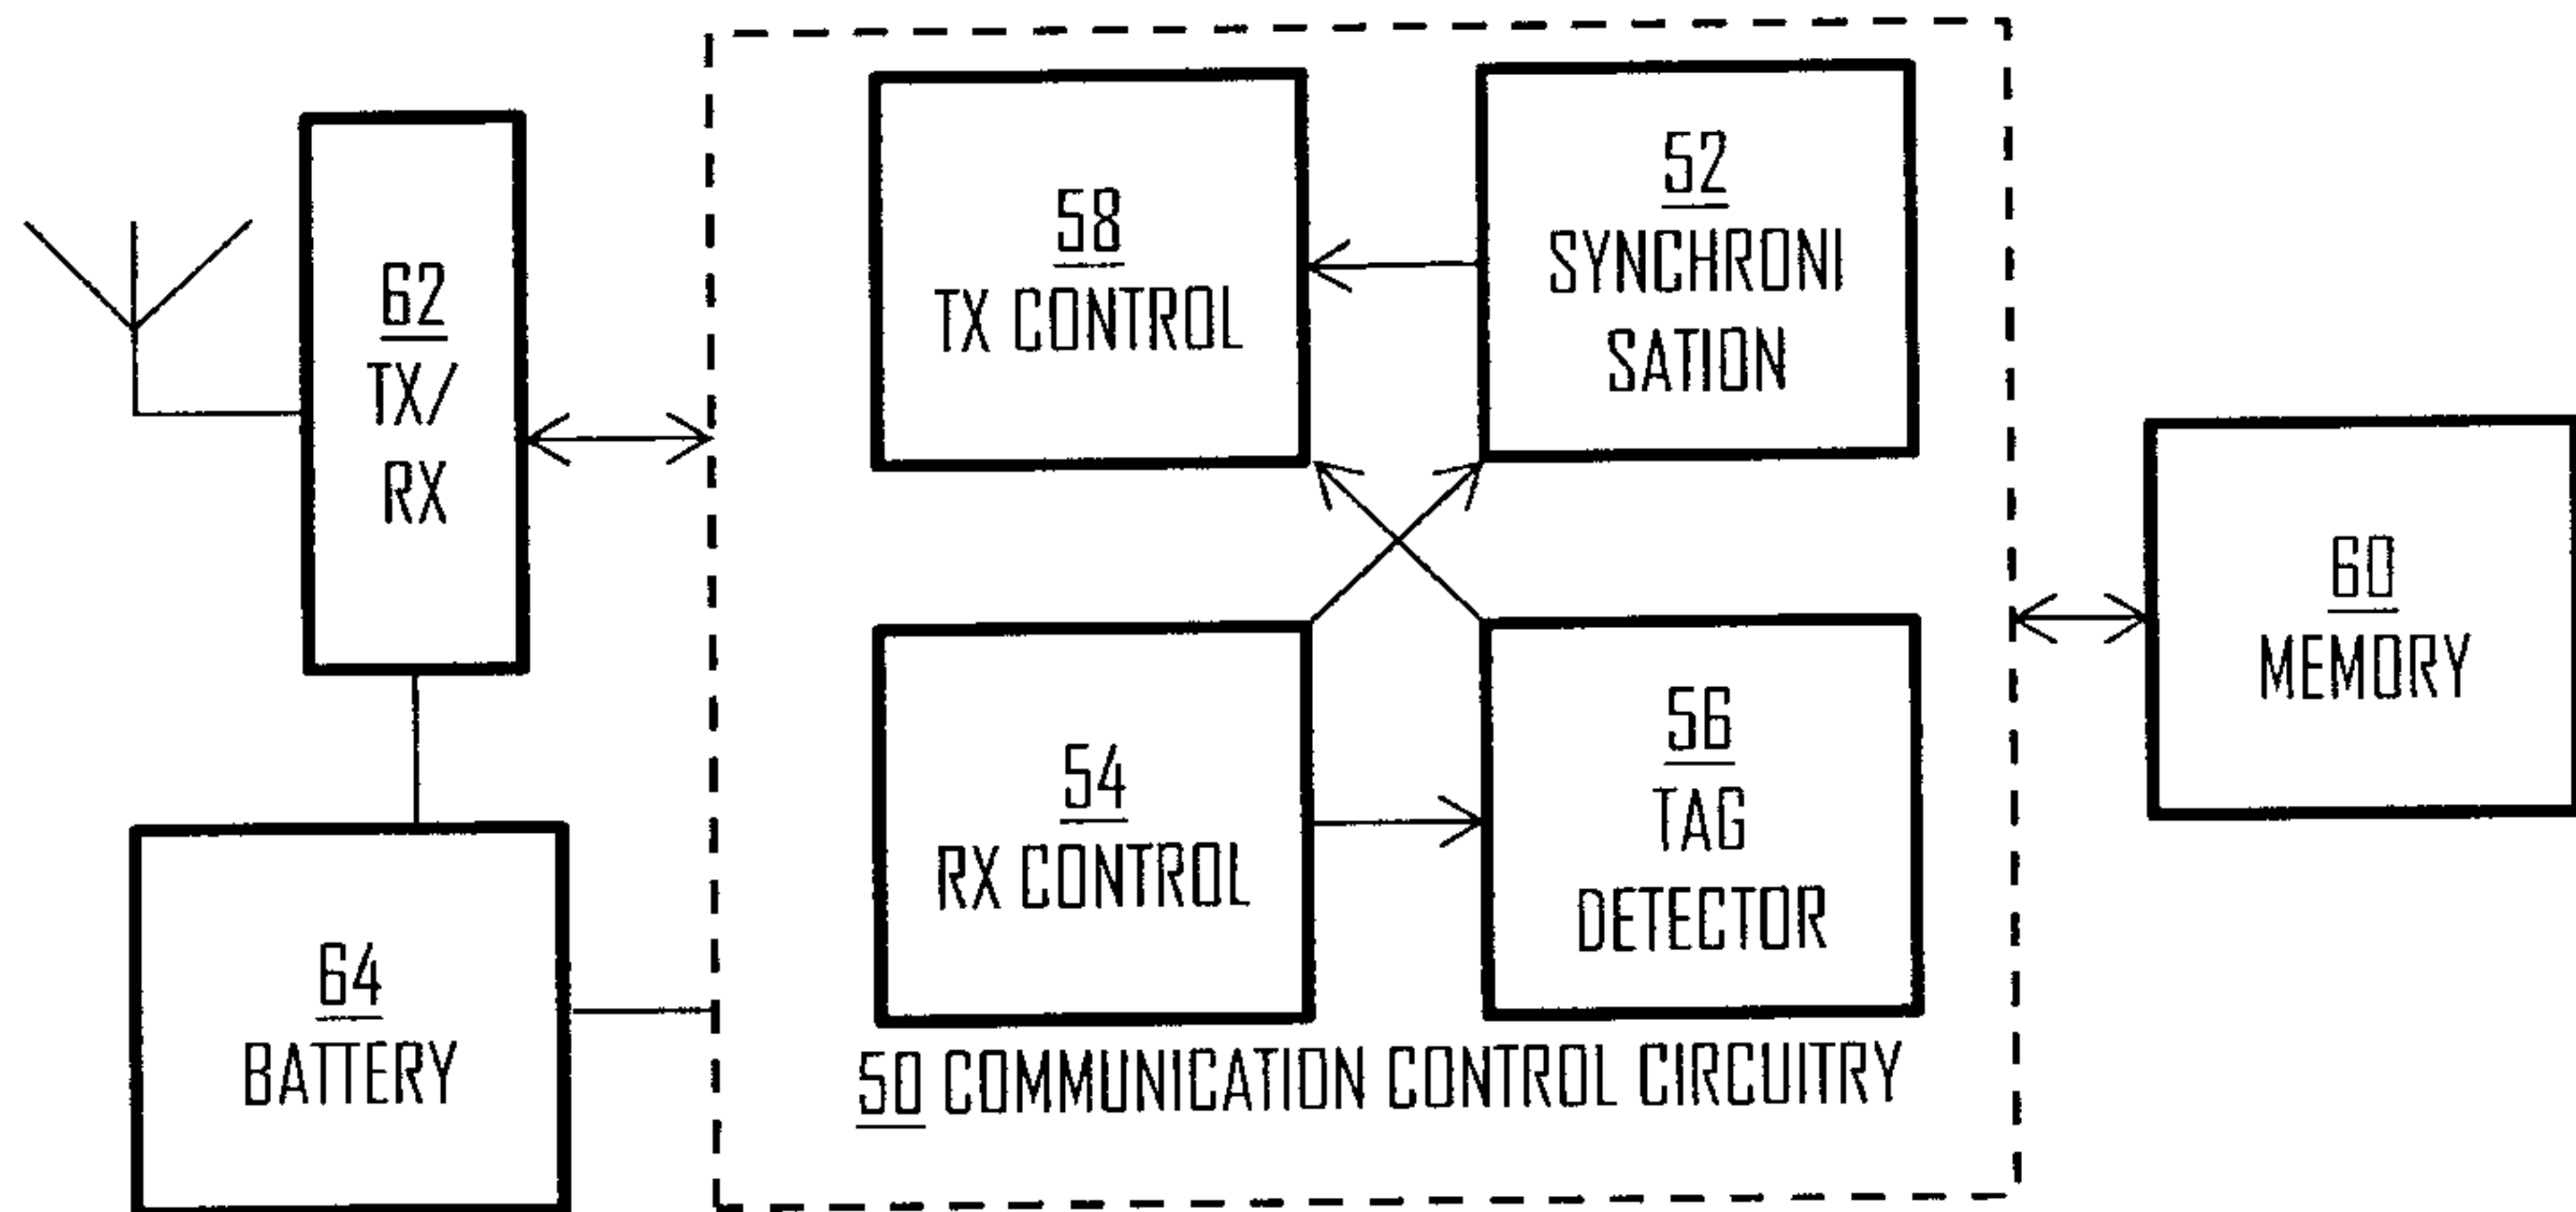 62
TX/
RX
58
TX CONTROL
52
SYNCHRONI
SATION
54
RX CONTROL
56
TAG
DETECTOR
60
MEMORY
64
BATTERY
50 COMMUNICATION CONTROL CIRCUITRY